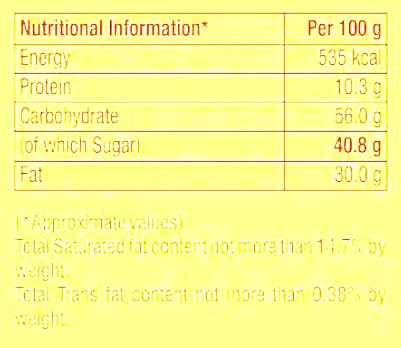 Nutritional Information* Per 100 g
Energy 535 kcal
Protein 10.3 g
Carbohydrate 56.0 g
(of which Sugar) 40.8 g
Fat 30.0 g
(*Approximate values)
Total Saturated fat content not more than 14.7% by
weight.
Total Trans fat content not more than 0.38% by
weight.